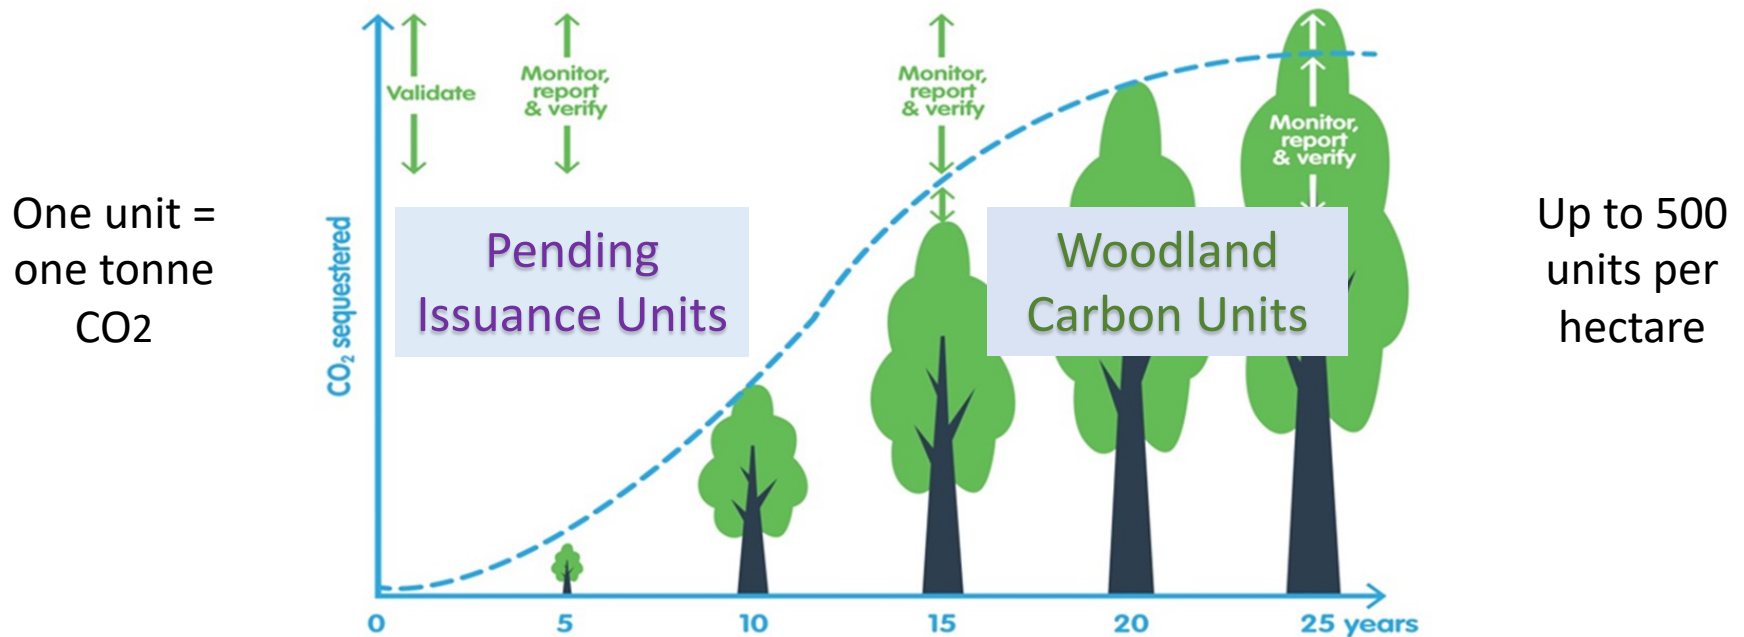 One unit =
one tonne
CO2
CO₂ sequestered
Validate
Monitor,
report
& verify
Monitor,
report
& verify
Monitor,
report
& verify
Pending
Issuance Units
Woodland
Carbon Units
Up to 500
units per
hectare
0 5 10 15 20 25 years